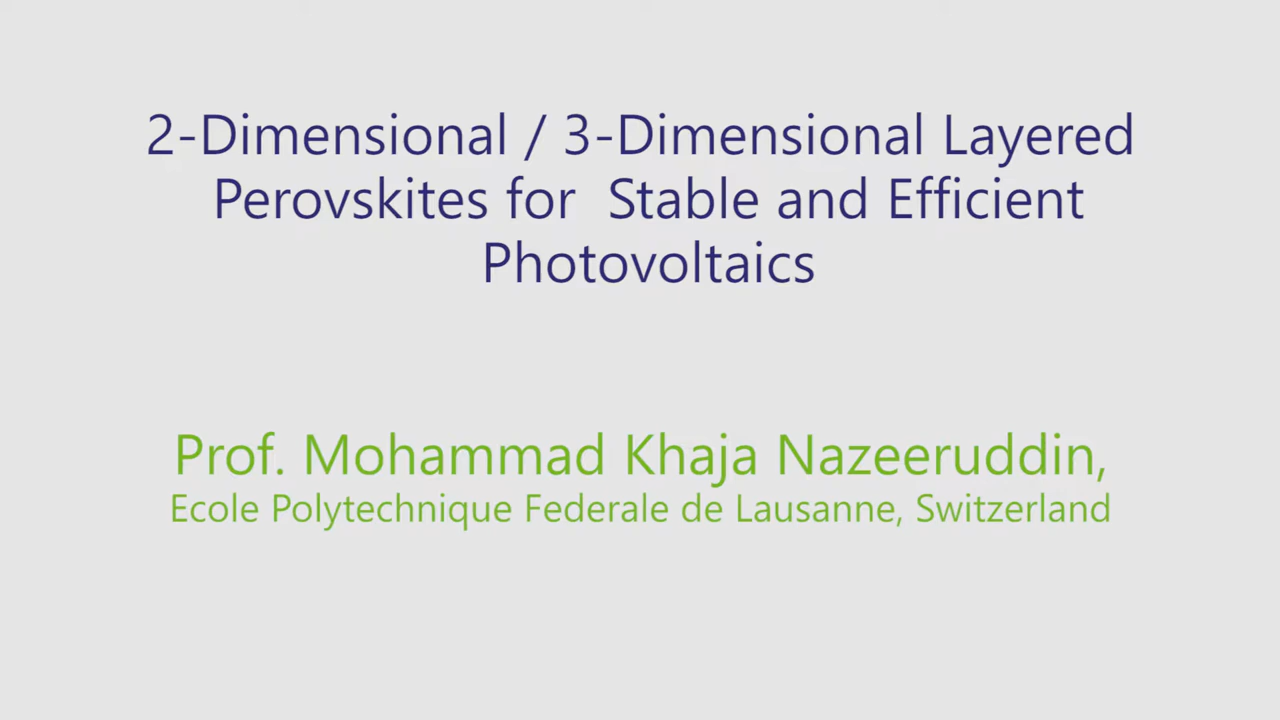 2-Dimensional / 3-Dimensional Layered
Perovskites for  Stable and Efficient
Photovoltaics
Prof. Mohammad Khaja Nazeeruddin,
Ecole Polytechnique Federale de Lausanne, Switzerland